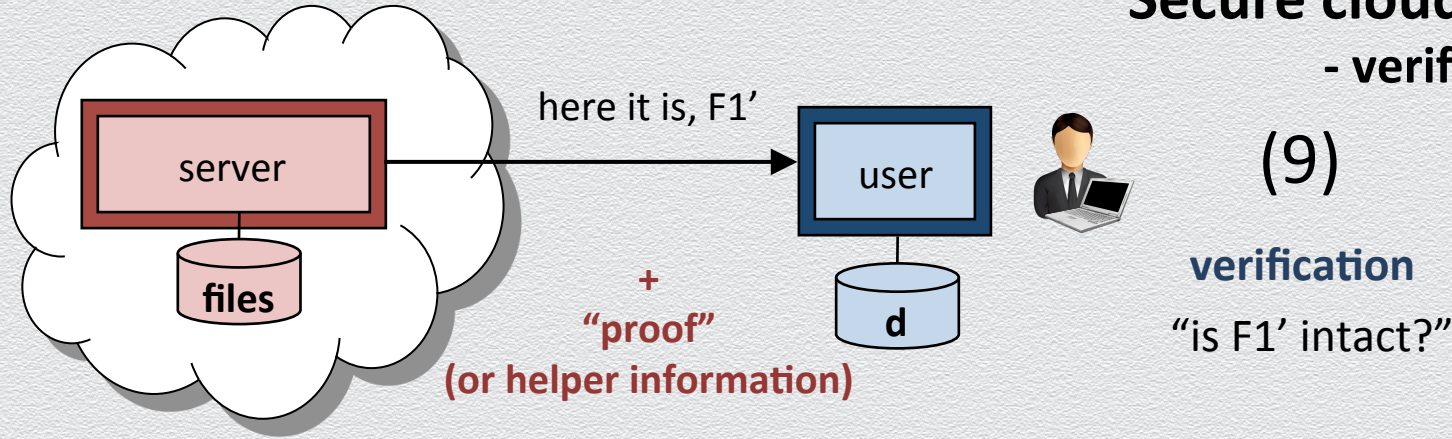 Secure cloud
- verif
here it is, F1’
server
user
(9)
files
d
verification
+
“proof”
“is F1’ intact?”
(or helper information)